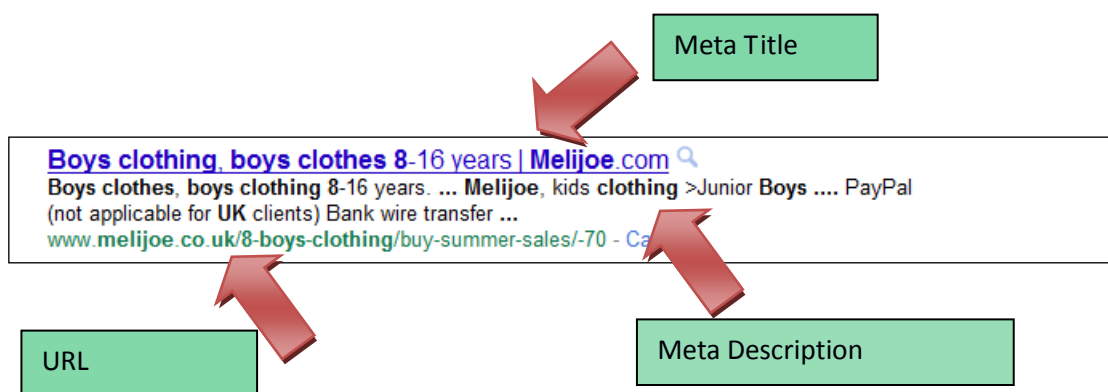 Meta Title
Boys clothing, boys clothes 8-16 years | Melijoe.com
Boys clothes, boys clothing 8-16 years. ... Melijoe, kids clothing >Junior Boys .... PayPal
(not applicable for UK clients) Bank wire transfer ...
www.melijoe.co.uk/8-boys-clothing/buy-summer-sales/-70 -
URL
Meta Description